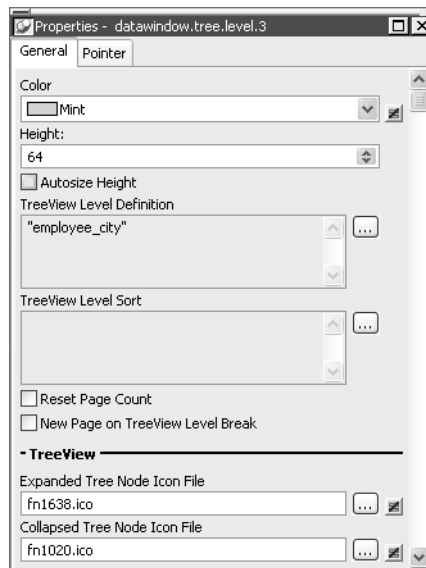 Properties - datawindow.tree.level.3
General Pointer
Color
Mint
Height:
64
Autosize Height
TreeView Level Definition
"employee_city"
...
TreeView Level Sort
...
Reset Page Count
New Page on TreeView Level Break
- TreeView
Expanded Tree Node Icon File
fn1638.ico ...
Collapsed Tree Node Icon File
fn1020.ico ...